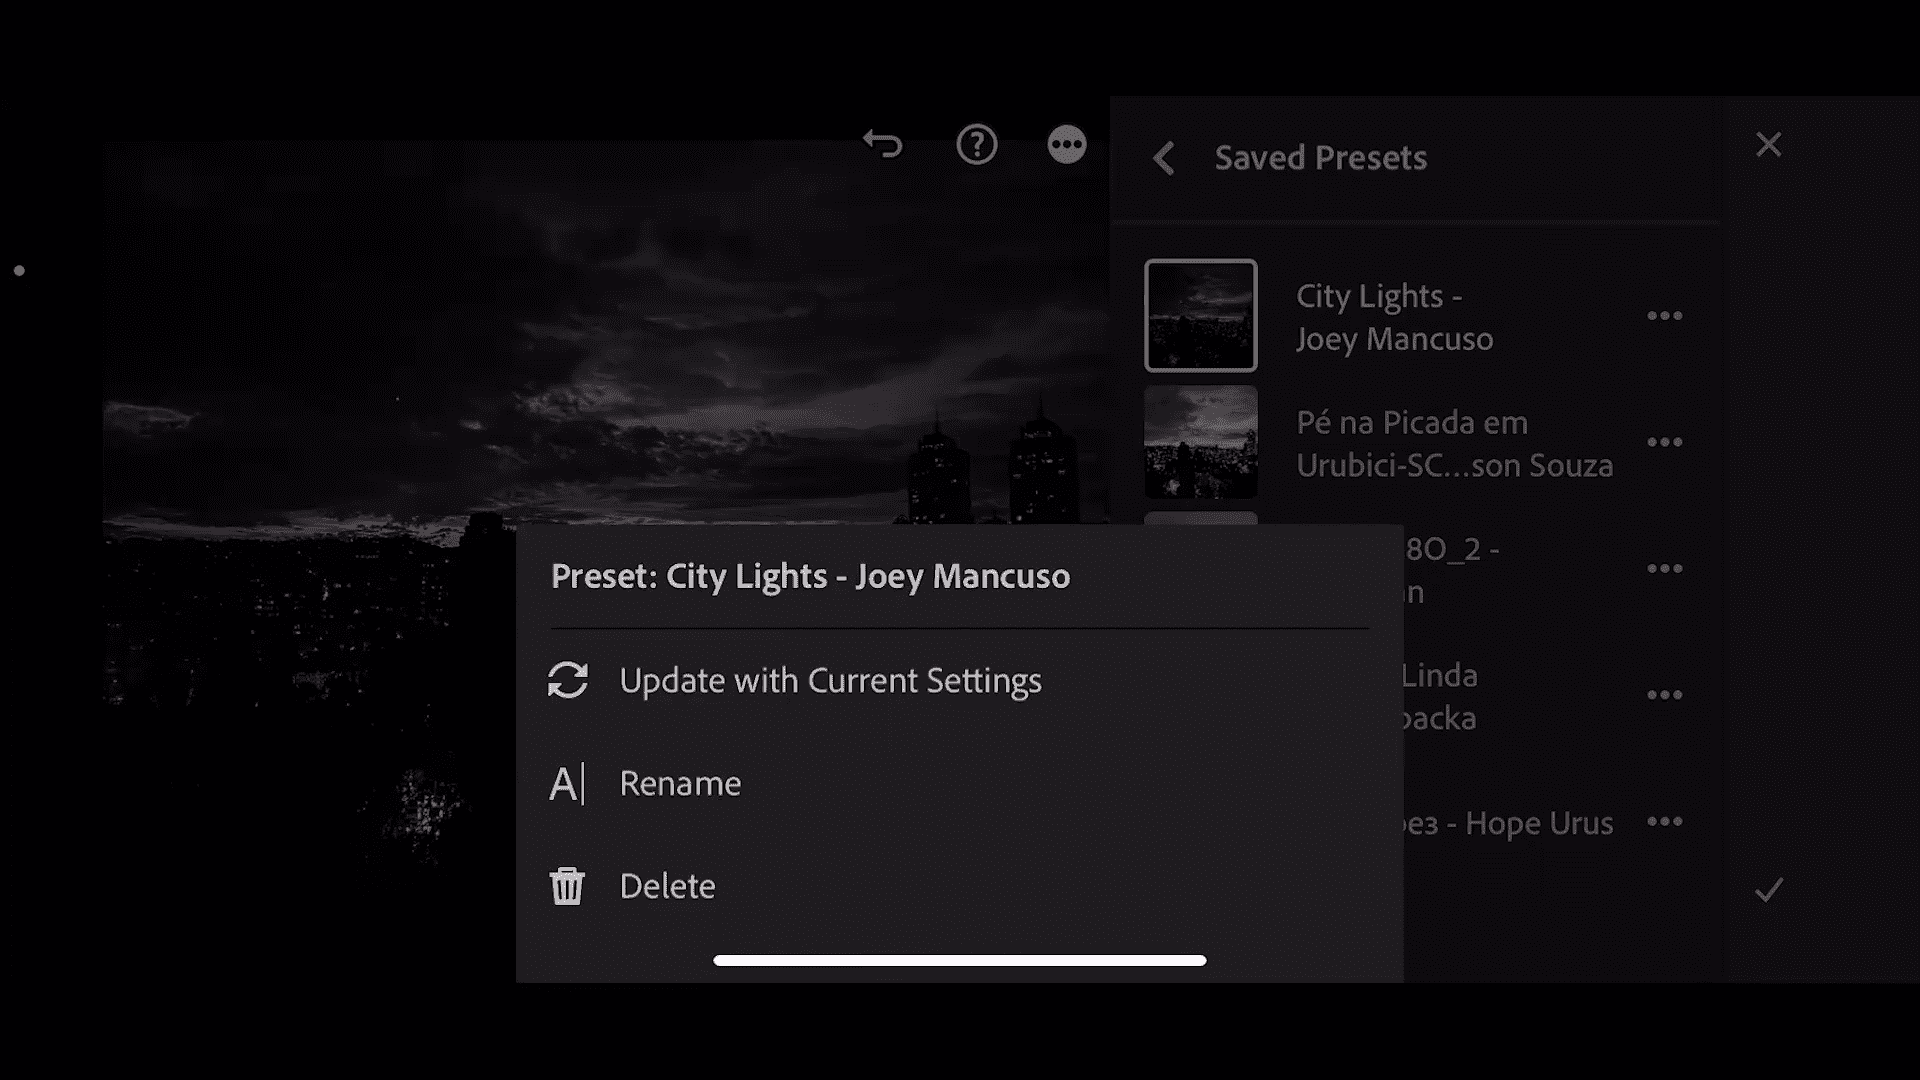 Saved Presets
City Lights -
Joey Mancuso
Pé na Picada em
Urubici-SC...son Souza
8O_2 -
Linda
- Hope Urus
Preset: City Lights - Joey Mancuso
Update with Current Settings
Rename
Delete